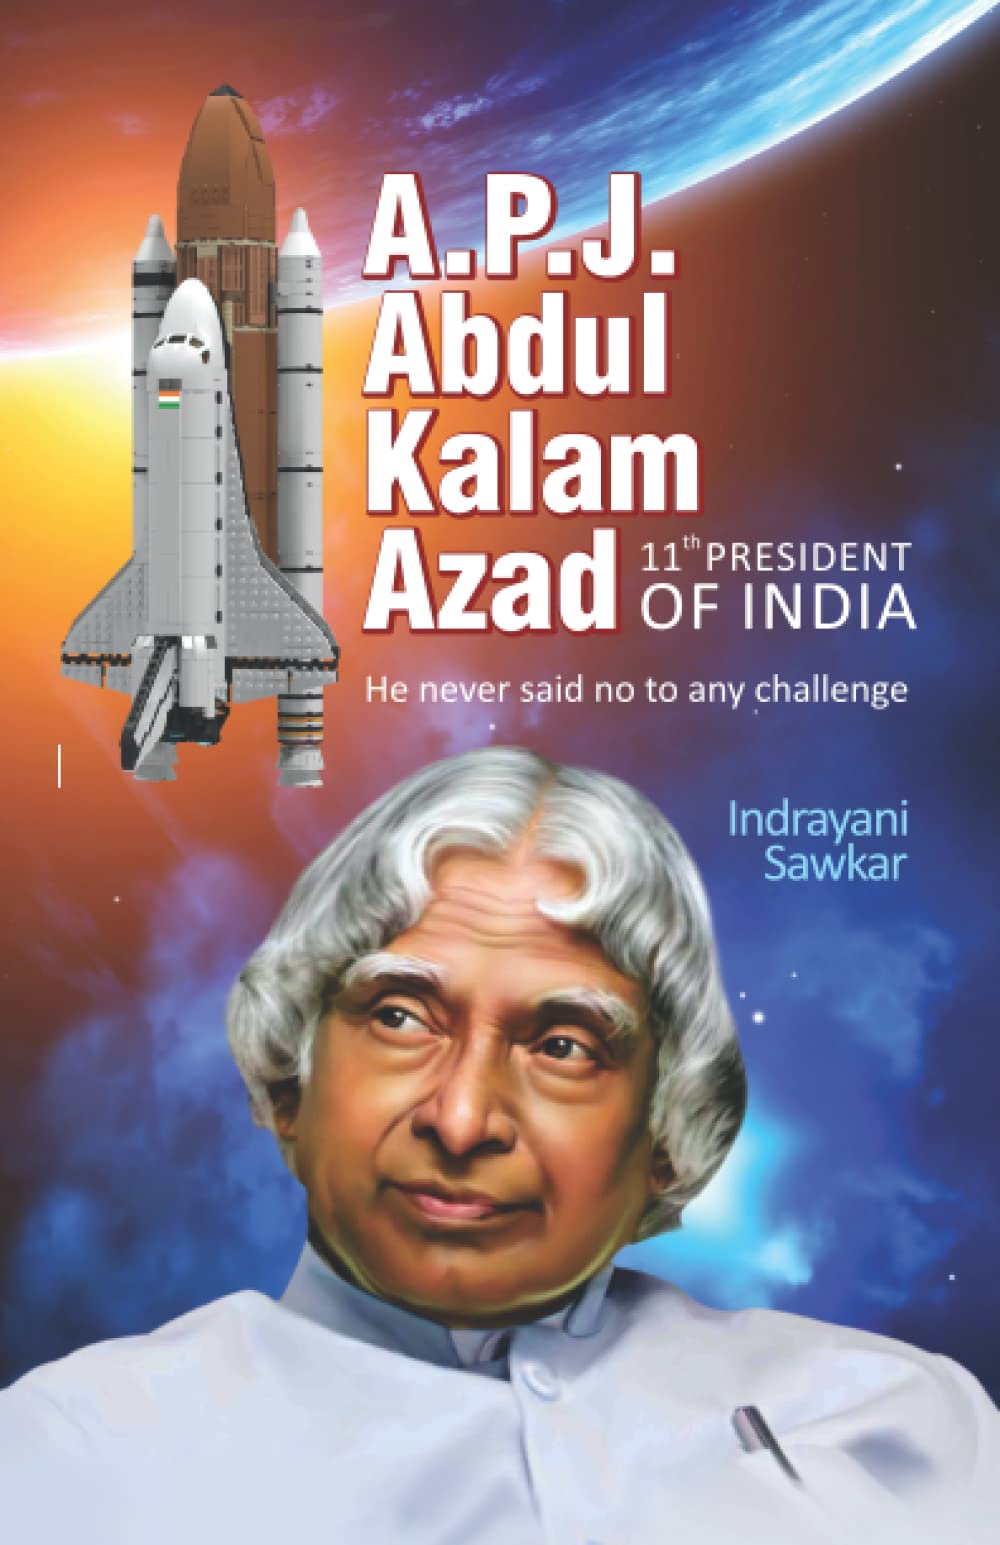 A.P.J.
Abdul
Kalam
Azad
11th PRESIDENT
OF INDIA
He never said no to any challenge
Indrayani
Sawkar